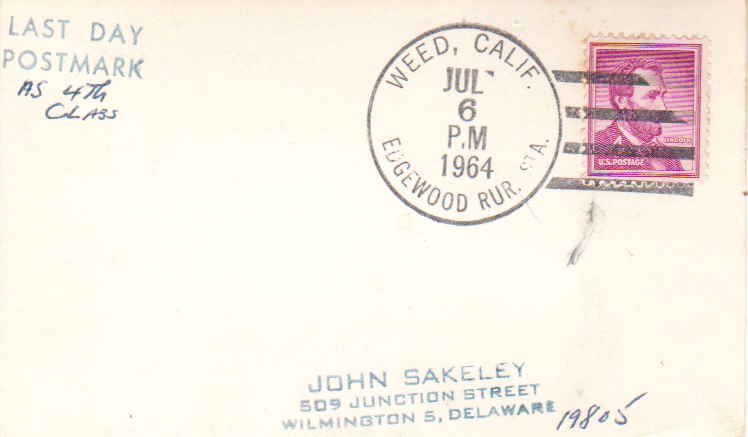 LAST DAY
POSTMARK
AS 4TH
CLASS
WEED, CALIF.
JUL
6
P.M
1964
EDGEWOOD RUR. STA.
LINCOLN
U.S. POSTAGE
JOHN SAKELEY
509 JUNCTION STREET
WILMINGTON 5, DELAWARE 19805